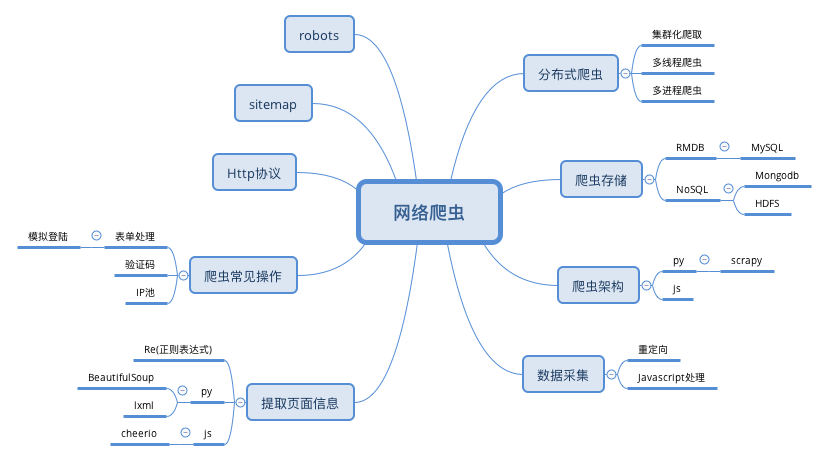 网络爬虫
robots
sitemap
Http协议
爬虫常见操作
表单处理
模拟登陆
验证码
IP池
提取页面信息
Re(正则表达式)
py
BeautifulSoup
lxml
js
cheerio
分布式爬虫
集群化爬取
多线程爬虫
多进程爬虫
爬虫存储
RMDB
MySQL
NoSQL
Mongodb
HDFS
爬虫架构
py
scrapy
js
数据采集
重定向
Javascript处理